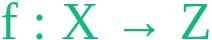 f : X → Z